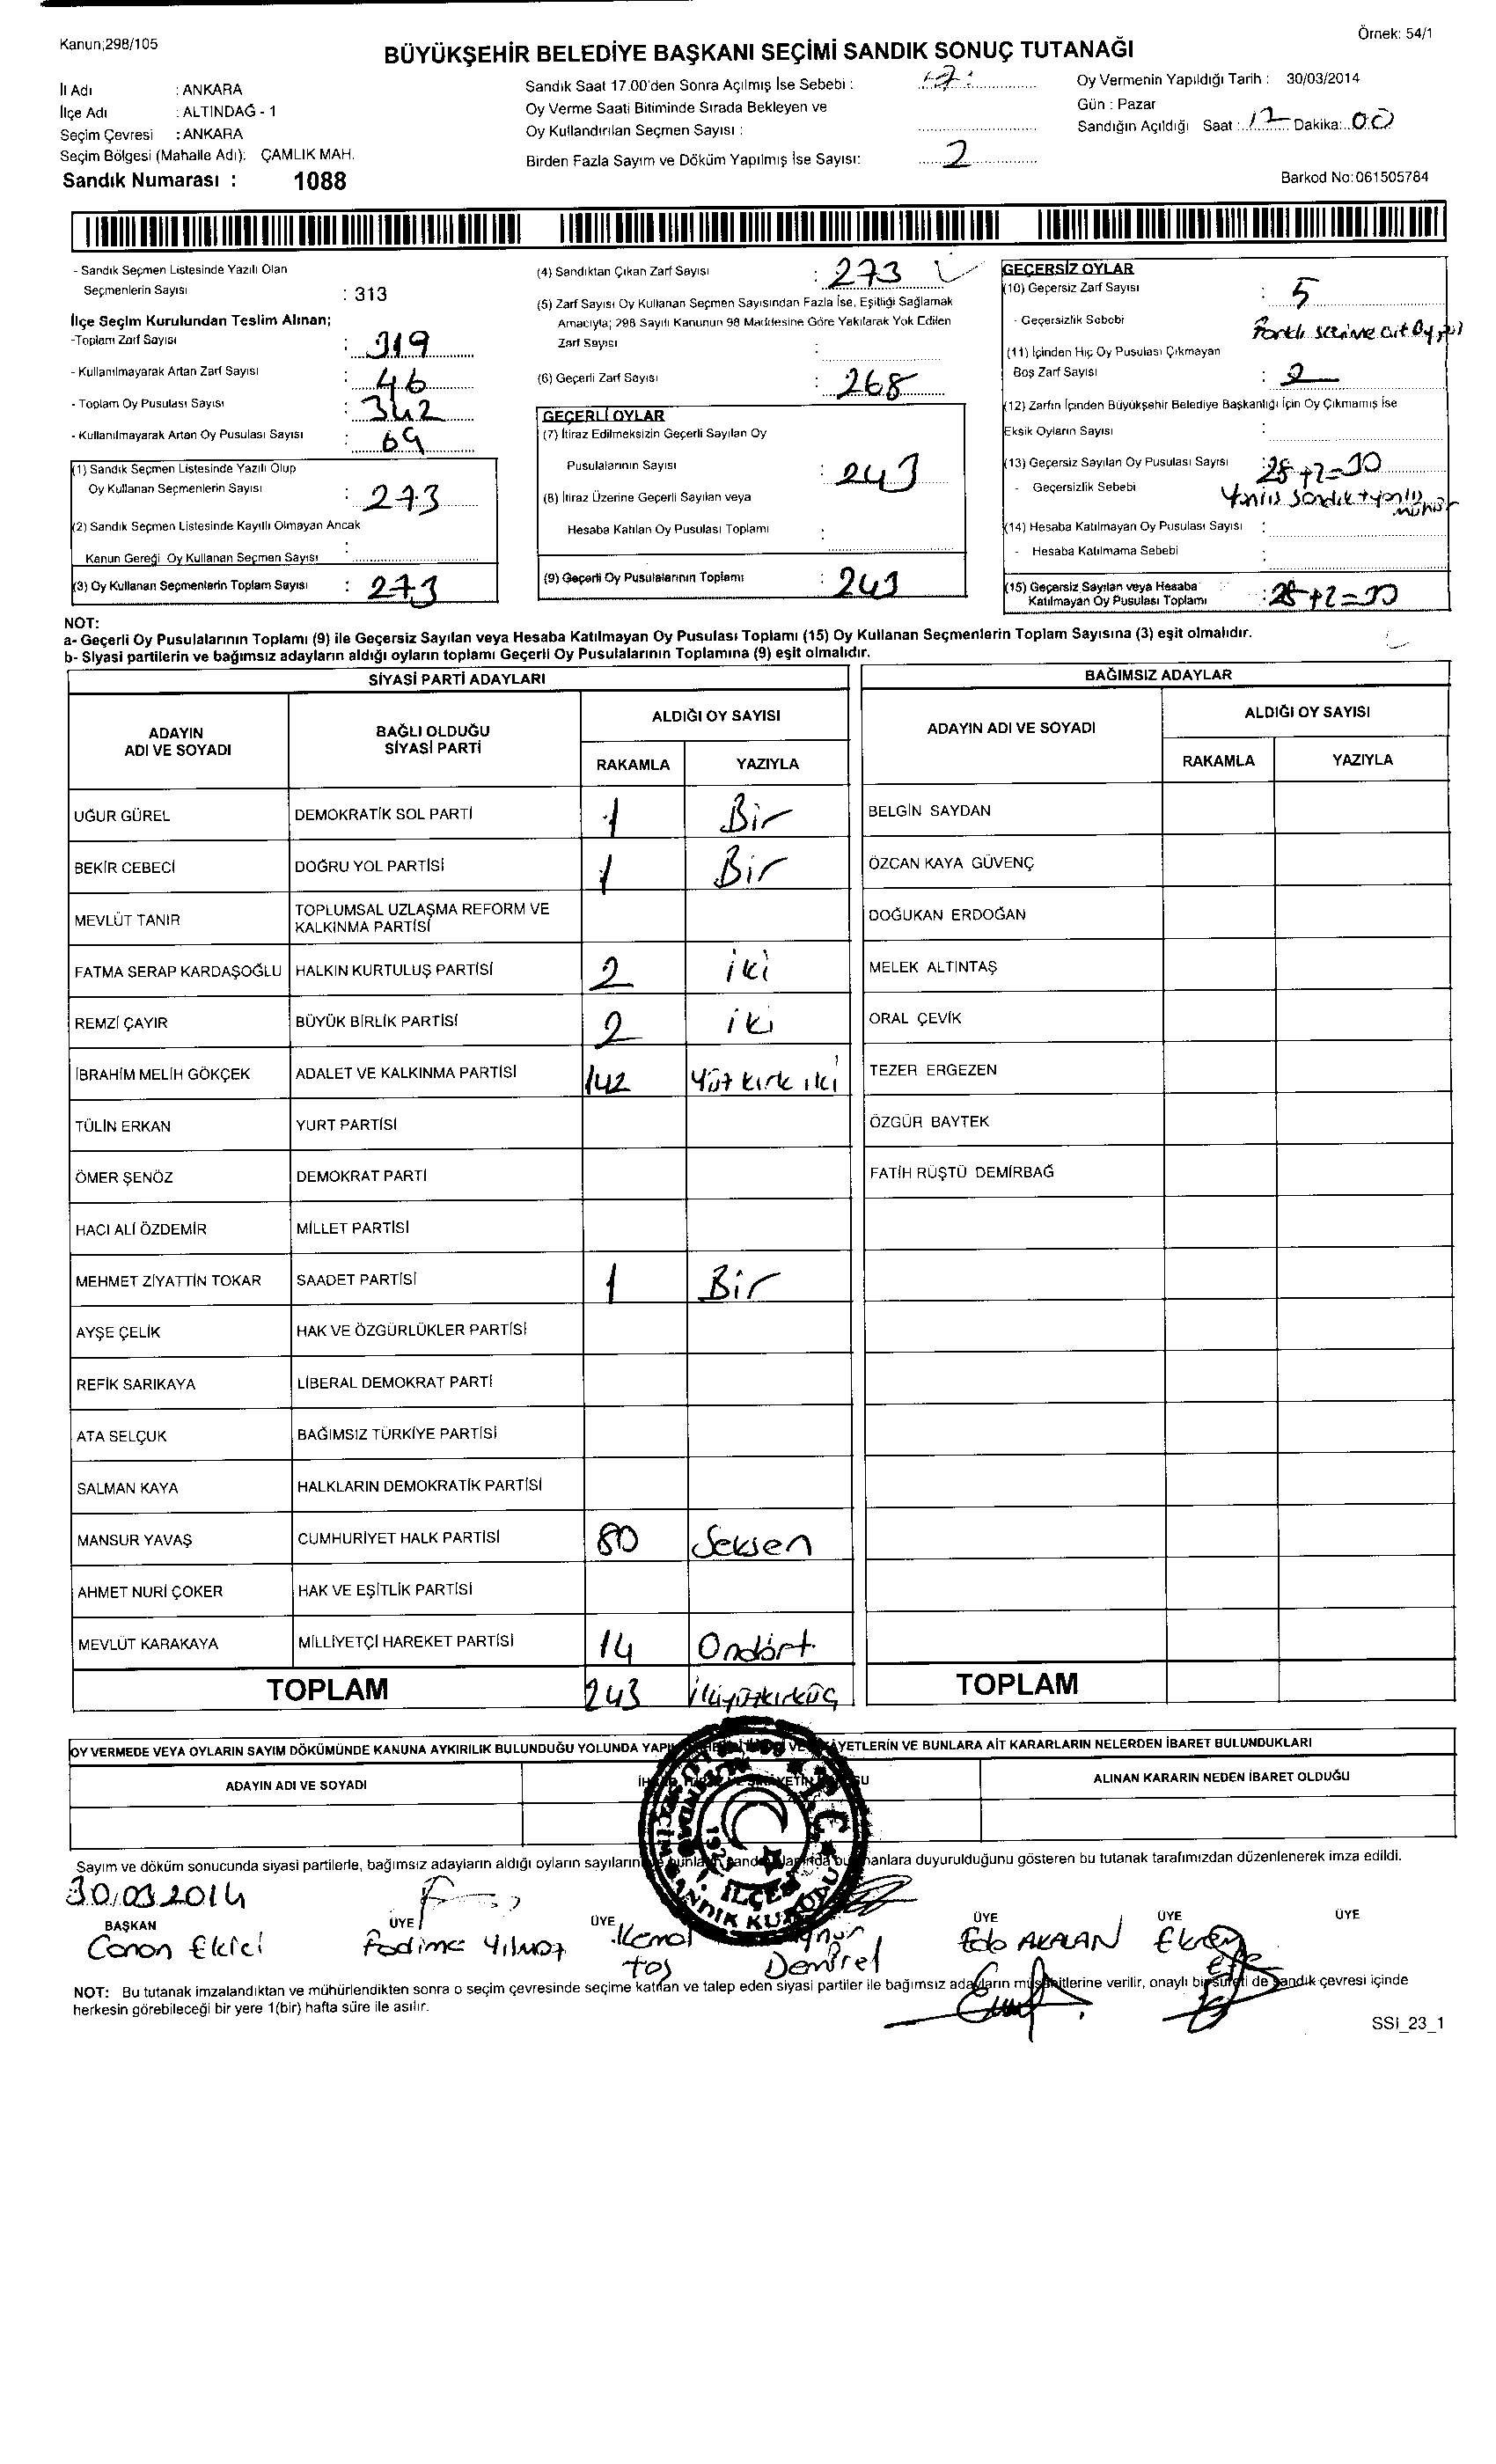 Kanun;298/105
Örnek: 54/1
BÜYÜKŞEHİR BELEDİYE BAŞKANI SEÇİMİ SANDIK SONUÇ TUTANAĞI
İl Adı : ANKARA
İlçe Adı : ALTINDAĞ - 1
Seçim Çevresi : ANKARA
Seçim Bölgesi (Mahalle Adı): ÇAMLIK MAH.
Sandık Numarası : 1088
Sandık Saat 17.00'den Sonra Açılmış İse Sebebi :
Oy Verme Saati Bitiminde Sırada Bekleyen ve
Oy Kullandırılan Seçmen Sayısı :
Birden Fazla Sayım ve Döküm Yapılmış İse Sayısı: 2
Oy Vermenin Yapıldığı Tarih : 30/03/2014
Gün : Pazar
Sandığın Açıldığı Saat : 17 Dakika: 00
Barkod No:061505784
- Sandık Seçmen Listesinde Yazılı Olan
Seçmenlerin Sayısı : 313
İlçe Seçim Kurulundan Teslim Alınan;
-Toplam Zarf Sayısı : 319
- Kullanılmayarak Artan Zarf Sayısı : 46
- Toplam Oy Pusulası Sayısı : 342
- Kullanılmayarak Artan Oy Pusulası Sayısı : 69
(1) Sandık Seçmen Listesinde Yazılı Olup
Oy Kullanan Seçmenlerin Sayısı : 273
(2) Sandık Seçmen Listesinde Kayıtlı Olmayan Ancak
Kanun Gereği Oy Kullanan Seçmen Sayısı :
(3) Oy Kullanan Seçmenlerin Toplam Sayısı : 273
(4) Sandıktan Çıkan Zarf Sayısı : 273
(5) Zarf Sayısı Oy Kullanan Seçmen Sayısından Fazla İse, Eşitliği Sağlamak
Amacıyla; 298 Sayılı Kanunun 98 Maddesine Göre Yakılarak Yok Edilen
Zarf Sayısı :
(6) Geçerli Zarf Sayısı : 268
GEÇERLİ OYLAR
(7) İtiraz Edilmeksizin Geçerli Sayılan Oy
Pusulalarının Sayısı : 243
(8) İtiraz Üzerine Geçerli Sayılan veya
Hesaba Katılan Oy Pusulası Toplamı :
(9) Geçerli Oy Pusulalarının Toplamı : 243
GEÇERSİZ OYLAR
(10) Geçersiz Zarf Sayısı : 5
- Geçersizlik Sebebi Farklı seçime ait Oy pul
(11) İçinden Hiç Oy Pusulası Çıkmayan
Boş Zarf Sayısı : 2
(12) Zarfın İçinden Büyükşehir Belediye Başkanlığı İçin Oy Çıkmamış İse
Eksik Oyların Sayısı :
(13) Geçersiz Sayılan Oy Pusulası Sayısı 28+2=30
- Geçersizlik Sebebi Yanlış sandık + yanlış
mühür
(14) Hesaba Katılmayan Oy Pusulası Sayısı :
- Hesaba Katılmama Sebebi :
(15) Geçersiz Sayılan veya Hesaba
Katılmayan Oy Pusulası Toplamı : 28+2=30
NOT:
a- Geçerli Oy Pusulalarının Toplamı (9) ile Geçersiz Sayılan veya Hesaba Katılmayan Oy Pusulası Toplamı (15) Oy Kullanan Seçmenlerin Toplam Sayısına (3) eşit olmalıdır.
b- Siyasi partilerin ve bağımsız adayların aldığı oyların toplamı Geçerli Oy Pusulalarının Toplamına (9) eşit olmalıdır.
SİYASİ PARTİ ADAYLARI
ADAYIN ADI VE SOYADI BAĞLI OLDUĞU SİYASİ PARTİ ALDIĞI OY SAYISI
RAKAMLA YAZIYLA
UĞUR GÜREL DEMOKRATİK SOL PARTİ 1 Bir
BEKİR CEBECİ DOĞRU YOL PARTİSİ 1 Bir
MEVLÜT TANIR TOPLUMSAL UZLAŞMA REFORM VE KALKINMA PARTİSİ
FATMA SERAP KARDAŞOĞLU HALKIN KURTULUŞ PARTİSİ 2 iki
REMZİ ÇAYIR BÜYÜK BİRLİK PARTİSİ 2 iki
İBRAHİM MELİH GÖKÇEK ADALET VE KALKINMA PARTİSİ 142 Yüz kırk iki
TÜLİN ERKAN YURT PARTİSİ
ÖMER ŞENÖZ DEMOKRAT PARTİ
HACI ALİ ÖZDEMİR MİLLET PARTİSİ
MEHMET ZİYATTİN TOKAR SAADET PARTİSİ 1 Bir
AYŞE ÇELİK HAK VE ÖZGÜRLÜKLER PARTİSİ
REFİK SARIKAYA LİBERAL DEMOKRAT PARTİ
ATA SELÇUK BAĞIMSIZ TÜRKİYE PARTİSİ
SALMAN KAYA HALKLARIN DEMOKRATİK PARTİSİ
MANSUR YAVAŞ CUMHURİYET HALK PARTİSİ 80 Seksen
AHMET NURİ ÇOKER HAK VE EŞİTLİK PARTİSİ
MEVLÜT KARAKAYA MİLLİYETÇİ HAREKET PARTİSİ 14 Ondört
TOPLAM 243 ikiyüzkırküç
BAĞIMSIZ ADAYLAR
ADAYIN ADI VE SOYADI ALDIĞI OY SAYISI
RAKAMLA YAZIYLA
BELGİN SAYDAN
ÖZCAN KAYA GÜVENÇ
DOĞUKAN ERDOĞAN
MELEK ALTINTAŞ
ORAL ÇEVİK
TEZER ERGEZEN
ÖZGÜR BAYTEK
FATİH RÜŞTÜ DEMİRBAĞ
TOPLAM
OY VERMEDE VEYA OYLARIN SAYIM DÖKÜMÜNDE KANUNA AYKIRILIK BULUNDUĞU YOLUNDA VE BUNLARA AİT KARARLARIN NELERDEN İBARET BULUNDUKLARI
ADAYIN ADI VE SOYADI ALINAN KARARIN NEDEN İBARET OLDUĞU
T.C.
İLÇE
SANDIK KURULU
Sayım ve döküm sonucunda siyasi partilerle, bağımsız adayların aldığı oyların sayılarını duyurulduğunu gösteren bu tutanak tarafımızdan düzenlenerek imza edildi.
30.03.2014
BAŞKAN ÜYE ÜYE ÜYE ÜYE ÜYE
Canan Ekici Fadime Yılmaz Kemal Taş Aynur Demirel Eda AKALAN
NOT: Bu tutanak imzalandıktan ve mühürlendikten sonra o seçim çevresinde seçime katılan ve talep eden siyasi partiler ile bağımsız adayların müşahitlerine verilir, onaylı bir sureti de sandık çevresi içinde
herkesin görebileceği bir yere 1(bir) hafta süre ile asılır.
SSI_23_1